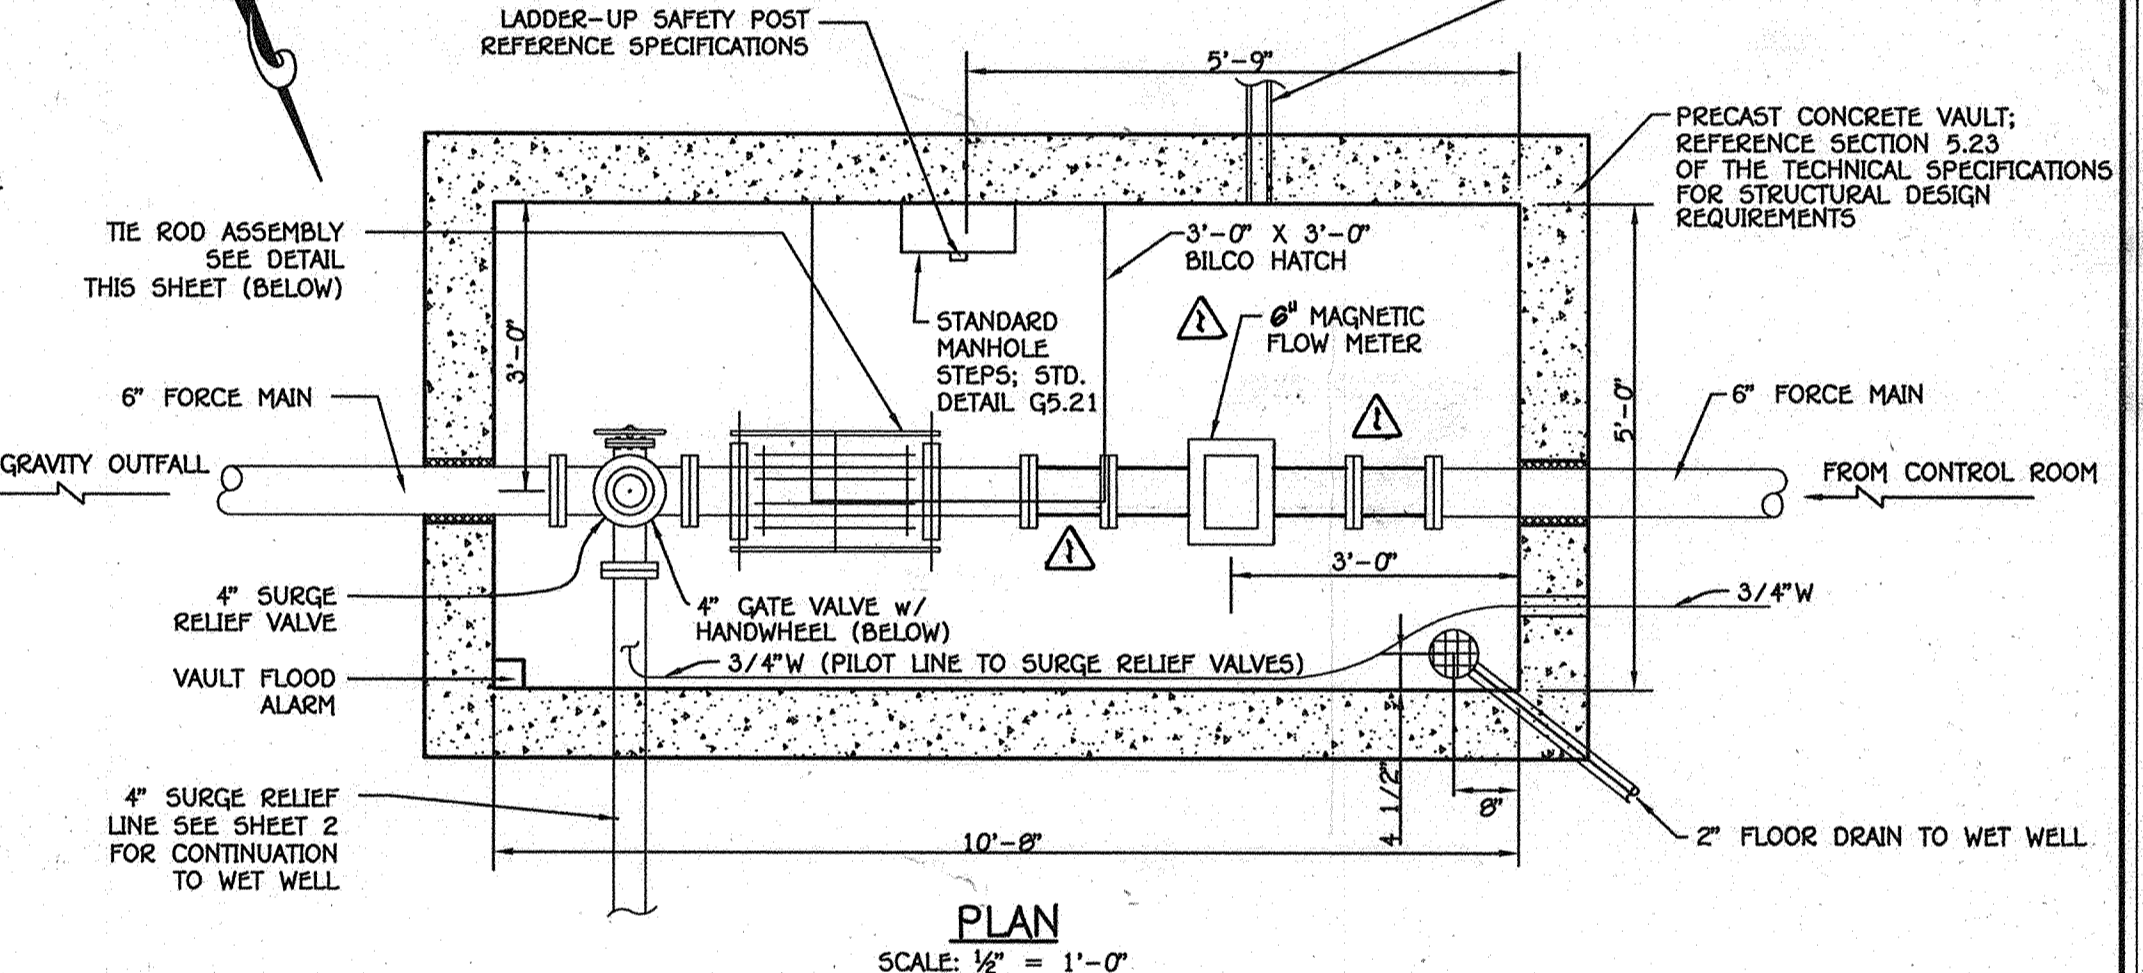 LADDER-UP SAFETY POST
REFERENCE SPECIFICATIONS
5'-9"
PRECAST CONCRETE VAULT;
REFERENCE SECTION 5.23
OF THE TECHNICAL SPECIFICATIONS
FOR STRUCTURAL DESIGN
REQUIREMENTS
TIE ROD ASSEMBLY
SEE DETAIL
THIS SHEET (BELOW)
3'-0" X 3'-0"
BILCO HATCH
3'-0"
STANDARD
MANHOLE
STEPS; STD.
DETAIL G5.21
1
6" MAGNETIC
FLOW METER
6" FORCE MAIN
1
5'-0"
6" FORCE MAIN
GRAVITY OUTFALL
FROM CONTROL ROOM
1
3'-0"
4" SURGE
RELIEF VALVE
4" GATE VALVE w/
HANDWHEEL (BELOW)
3/4"W
3/4"W (PILOT LINE TO SURGE RELIEF VALVES)
VAULT FLOOD
ALARM
4 1/2"
8"
4" SURGE RELIEF
LINE SEE SHEET 2
FOR CONTINUATION
TO WET WELL
10'-8"
2" FLOOR DRAIN TO WET WELL
PLAN
SCALE: ½" = 1'-0"